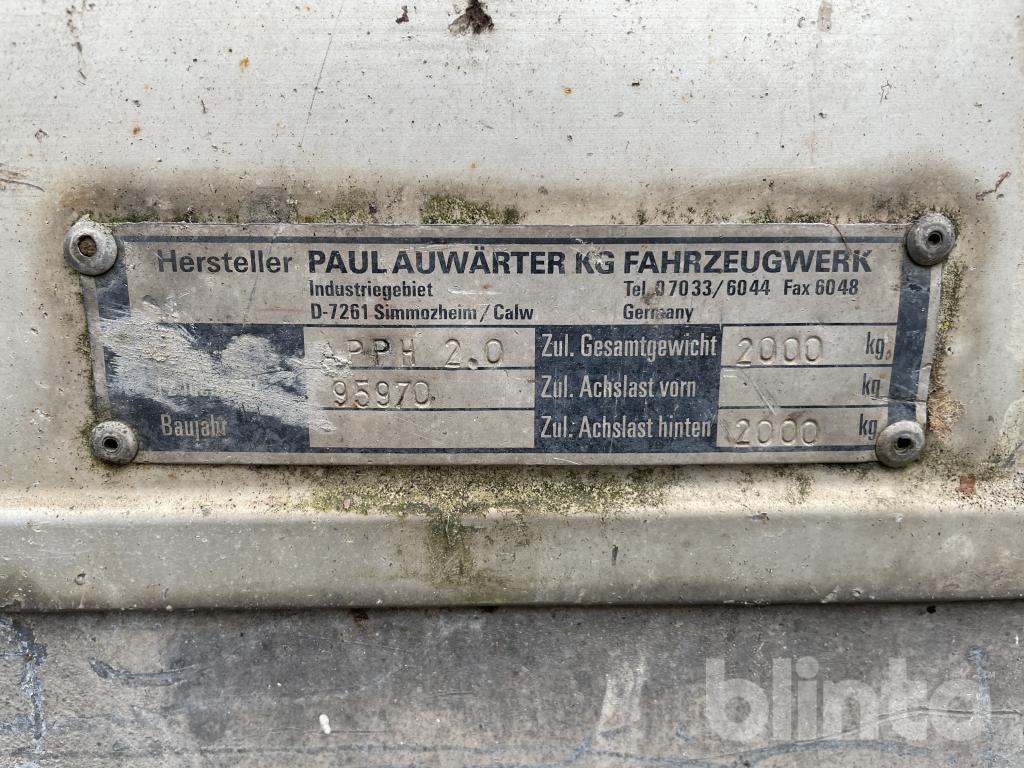 Hersteller PAUL AUWÄRTER KG FAHRZEUGWERK
Industriegebiet Tel. 07033/6044 Fax 6048
D-7261 Simmozheim/Calw Germany
APPH 2.0 Zul. Gesamtgewicht 2000 kg
95970 Zul. Achslast vorn kg
Baujahr Zul. Achslast hinten 2000 kg
blinto